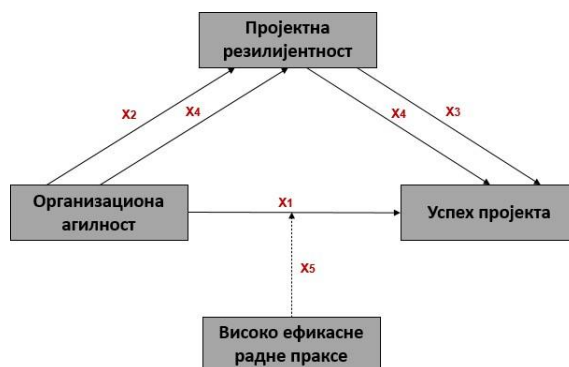 Пројектна
резилијентност
X2
X4
X4
X3
Организациона
агилност
X1
Успех пројекта
X5
Високо ефикасне
радне праксе